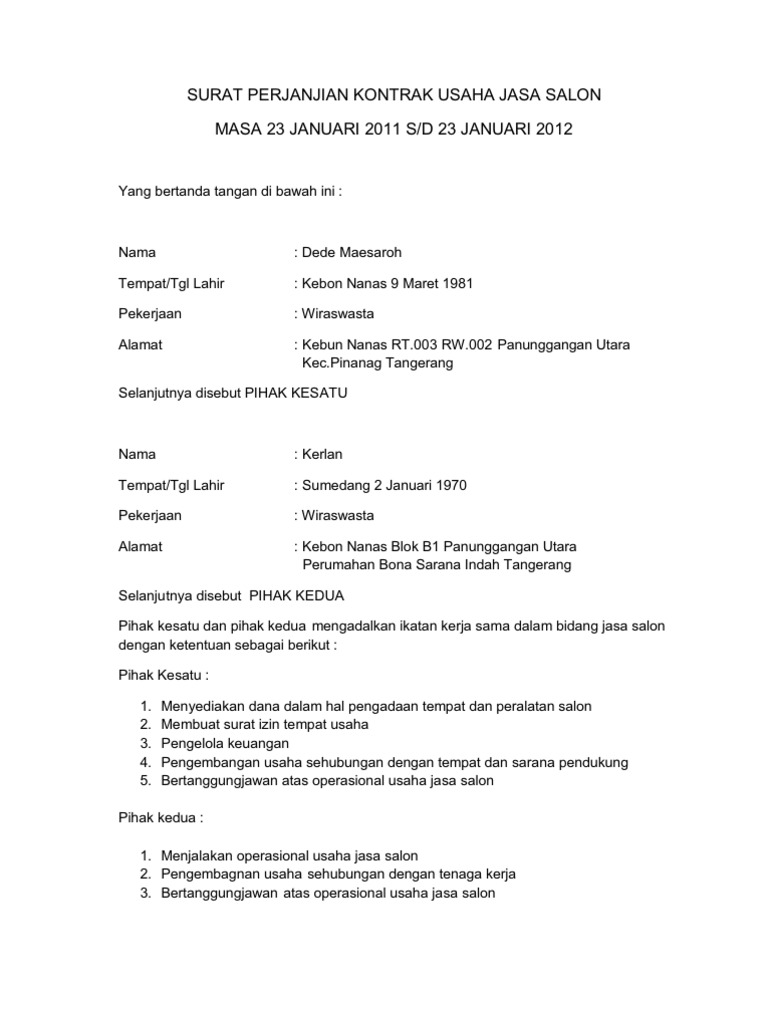 SURAT PERJANJIAN KONTRAK USAHA JASA SALON
MASA 23 JANUARI 2011 S/D 23 JANUARI 2012
Yang bertanda tangan di bawah ini :
Nama : Dede Maesaroh
Tempat/Tgl Lahir : Kebon Nanas 9 Maret 1981
Pekerjaan : Wiraswasta
Alamat : Kebun Nanas RT.003 RW.002 Panunggangan Utara
Kec.Pinanag Tangerang
Selanjutnya disebut PIHAK KESATU
Nama : Kerlan
Tempat/Tgl Lahir : Sumedang 2 Januari 1970
Pekerjaan : Wiraswasta
Alamat : Kebon Nanas Blok B1 Panunggangan Utara
Perumahan Bona Sarana Indah Tangerang
Selanjutnya disebut PIHAK KEDUA
Pihak kesatu dan pihak kedua mengadalkan ikatan kerja sama dalam bidang jasa salon
dengan ketentuan sebagai berikut :
Pihak Kesatu :
1. Menyediakan dana dalam hal pengadaan tempat dan peralatan salon
2. Membuat surat izin tempat usaha
3. Pengelola keuangan
4. Pengembangan usaha sehubungan dengan tempat dan sarana pendukung
5. Bertanggungjawan atas operasional usaha jasa salon
Pihak kedua :
1. Menjalakan operasional usaha jasa salon
2. Pengembagnan usaha sehubungan dengan tenaga kerja
3. Bertanggungjawan atas operasional usaha jasa salon